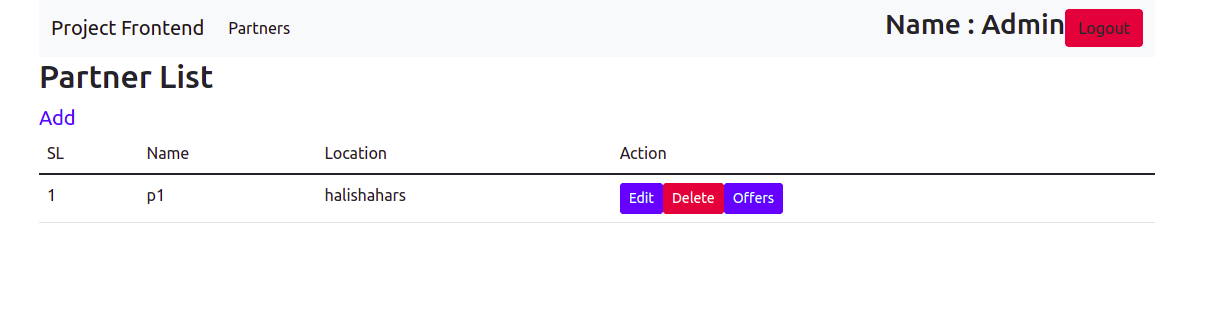 Project Frontend Partners Name : Admin Logout
Partner List
Add
SL Name Location Action
1 p1 halishahars Edit Delete Offers